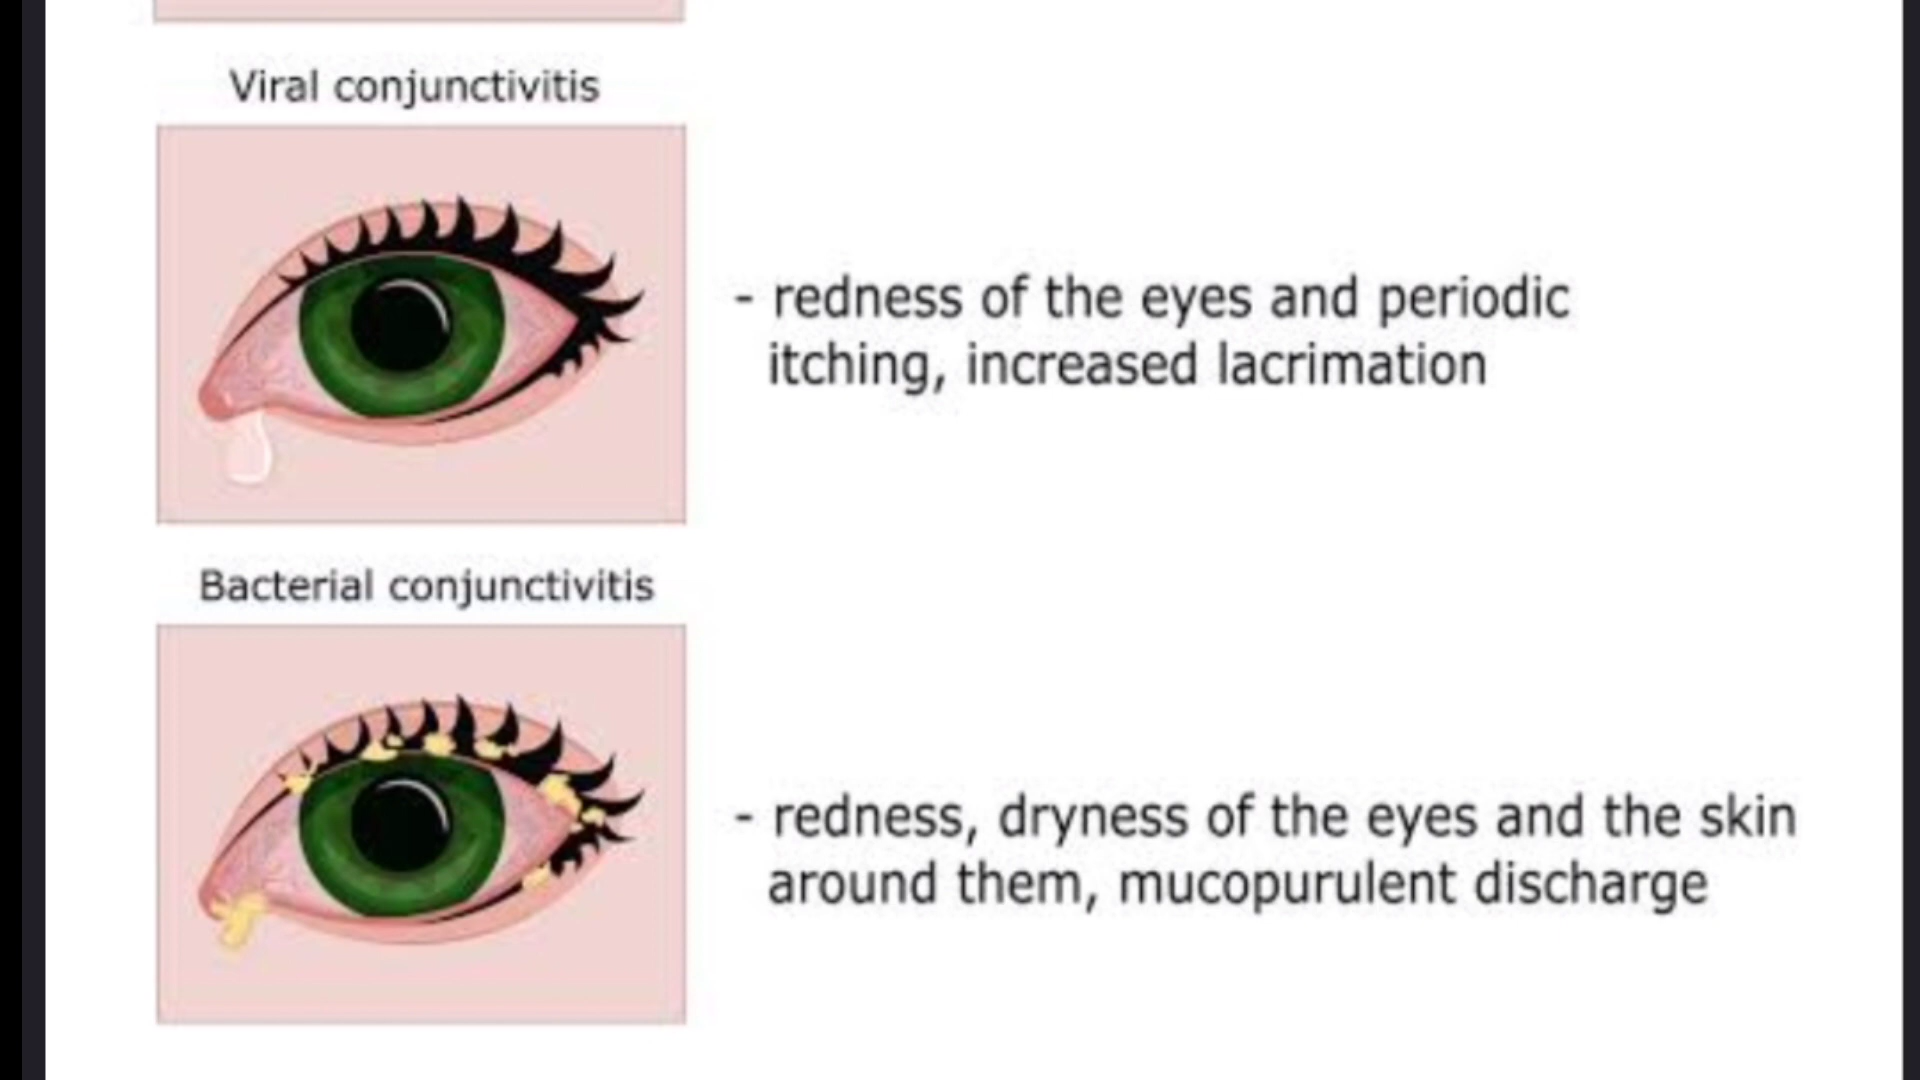 Viral conjunctivitis
- redness of the eyes and periodic
itching, increased lacrimation
Bacterial conjunctivitis
- redness, dryness of the eyes and the skin
around them, mucopurulent discharge